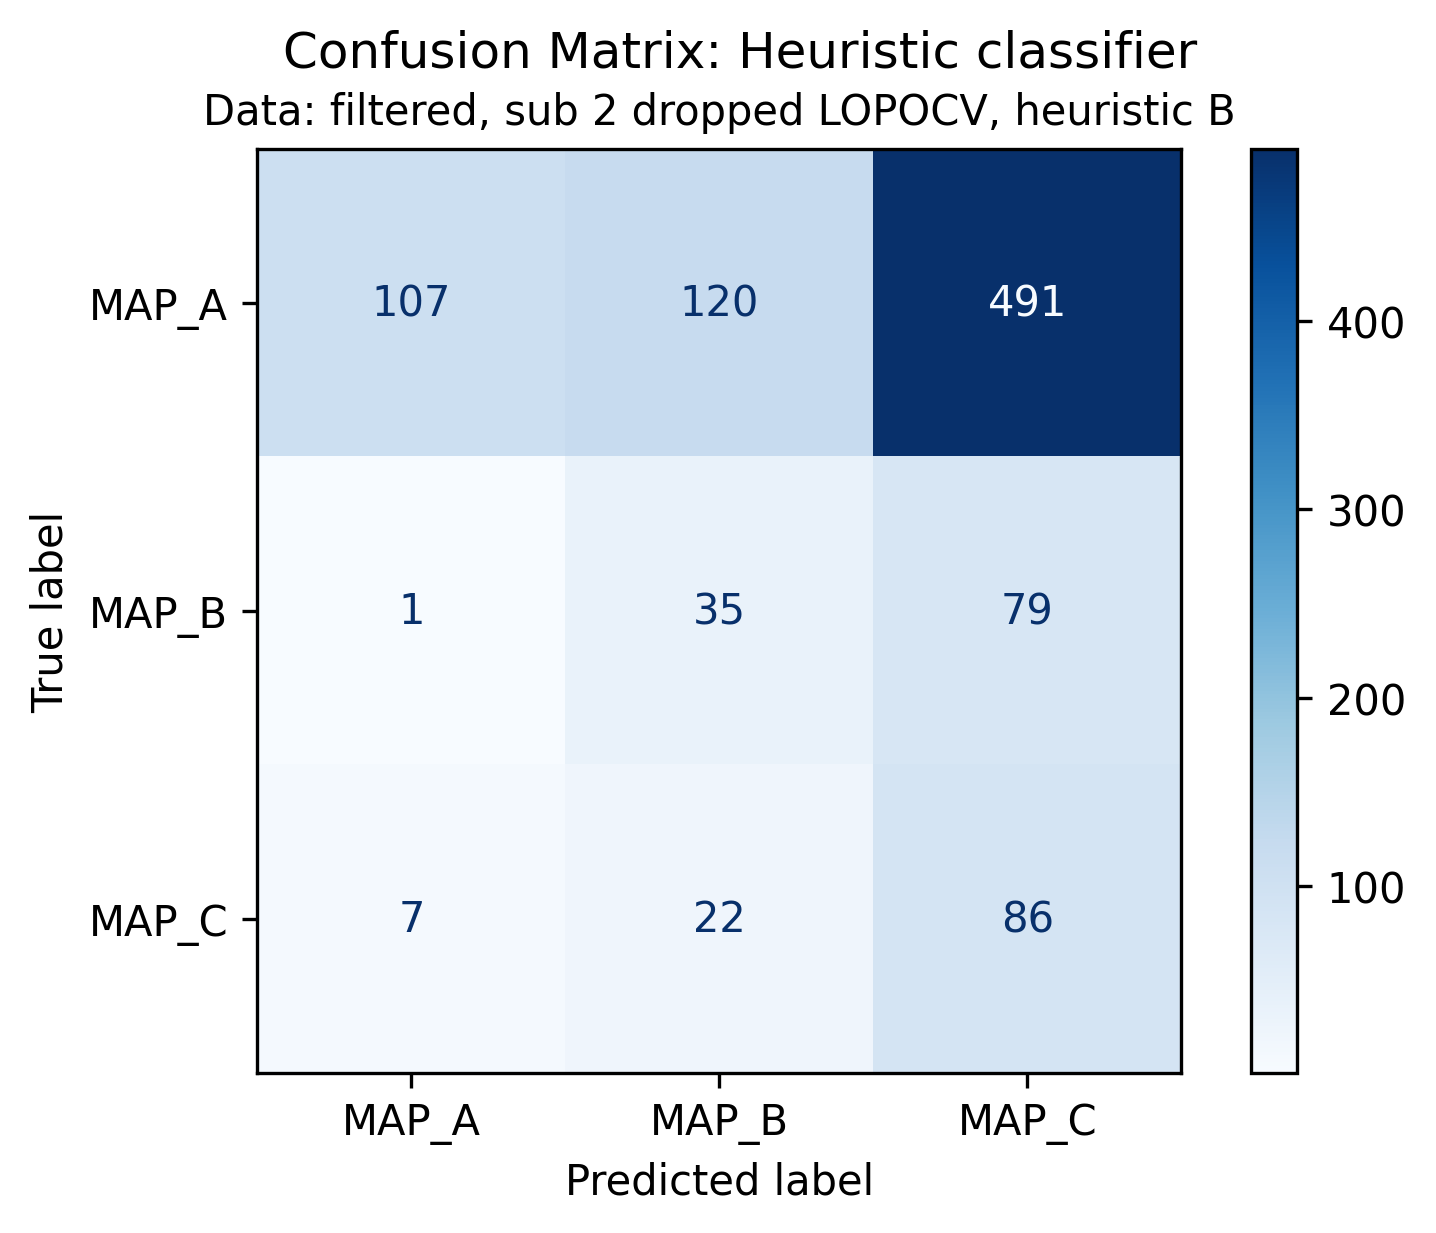 Confusion Matrix: Heuristic classifier
Data: filtered, sub 2 dropped LOPOCV, heuristic B
True label
MAP_A
107 120 491
MAP_B
1 35 79
MAP_C
7 22 86
MAP_A MAP_B MAP_C
Predicted label
400
300
200
100